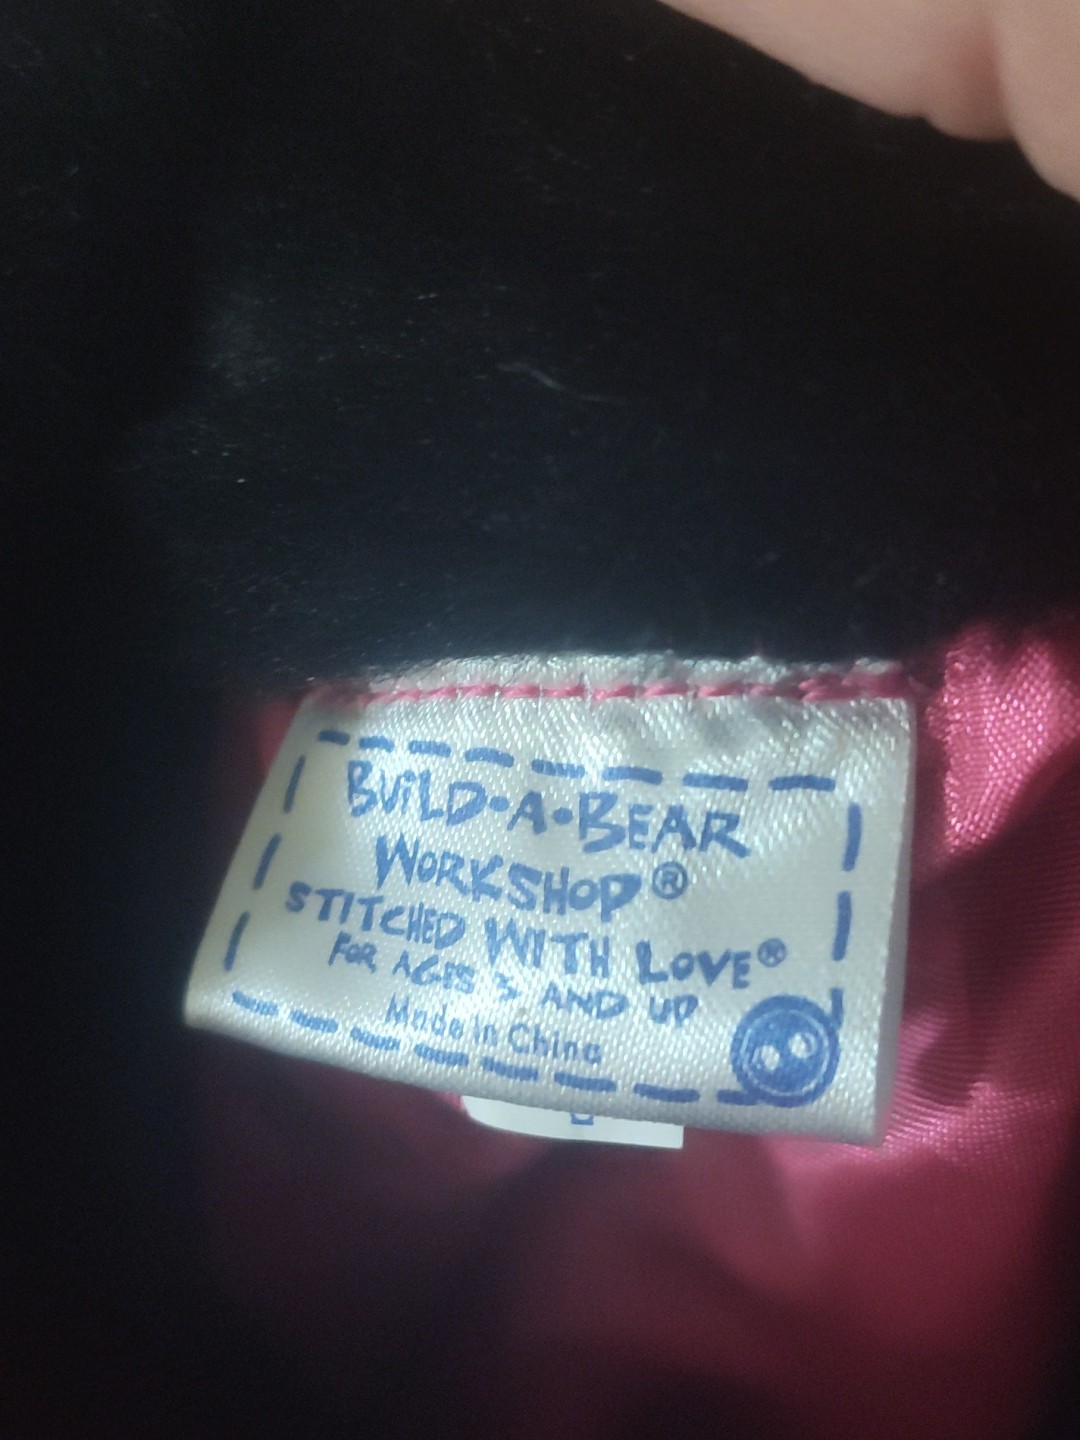 BUILD-A-BEAR
WORKSHOP®
STITCHED WITH LOVE®
FOR AGES 3 AND UP
Made in China